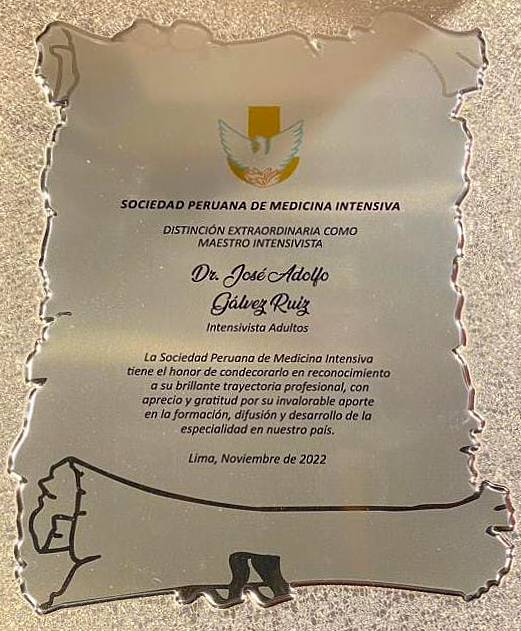 SOCIEDAD PERUANA DE MEDICINA INTENSIVA
DISTINCIÓN EXTRAORDINARIA COMO
MAESTRO INTENSIVISTA
Dr. José Adolfo
Gálvez Ruiz
Intensivista Adultos
La Sociedad Peruana de Medicina Intensiva
tiene el honor de condecorarlo en reconocimiento
a su brillante trayectoria profesional, con
aprecio y gratitud por su invalorable aporte
en la formación, difusión y desarrollo de la
especialidad en nuestro país.
Lima, Noviembre de 2022